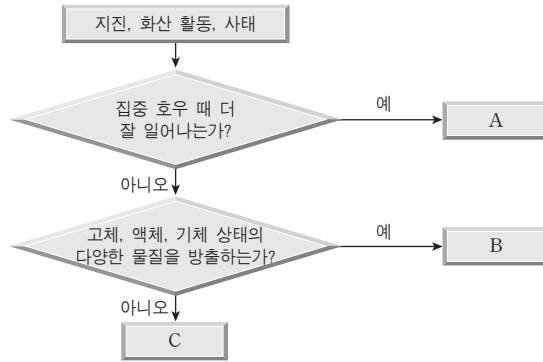 지진, 화산 활동, 사태
집중 호우 때 더
잘 일어나는가?
예
A
아니오
고체, 액체, 기체 상태의
다양한 물질을 방출하는가?
예
B
아니오
C